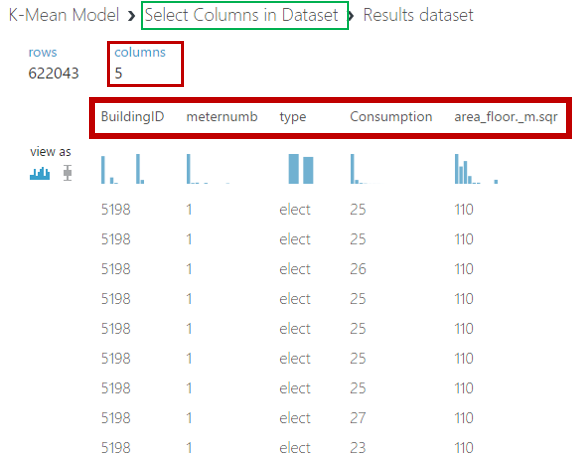 K-Mean Model › Select Columns in Dataset › Results dataset
rows columns
622043 5
BuildingID meternumb type Consumption area_floor._m.sqr
view as
5198 1 elect 25 110
5198 1 elect 25 110
5198 1 elect 26 110
5198 1 elect 25 110
5198 1 elect 25 110
5198 1 elect 25 110
5198 1 elect 25 110
5198 1 elect 27 110
5198 1 elect 23 110